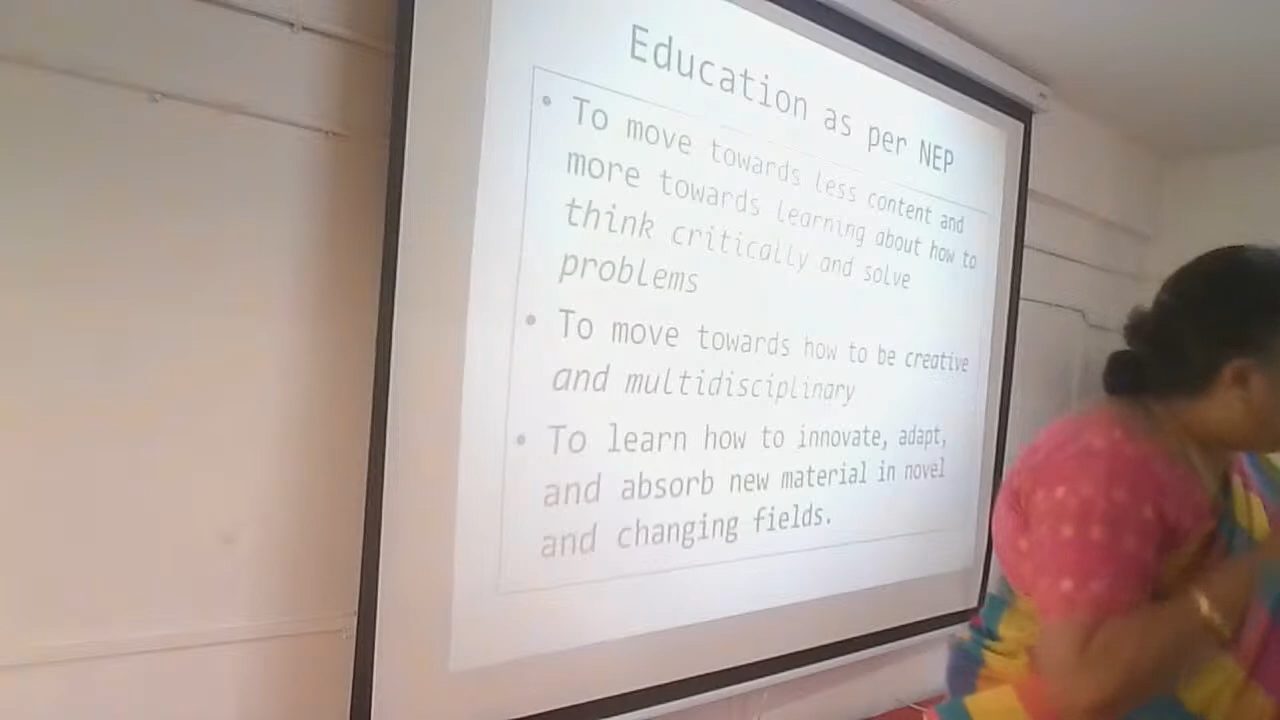 Education as per NEP
• To move towards less content and
more towards learning about how to
think critically and solve
problems
• To move towards how to be creative
and multidisciplinary
• To learn how to innovate, adapt,
and absorb new material in novel
and changing fields.